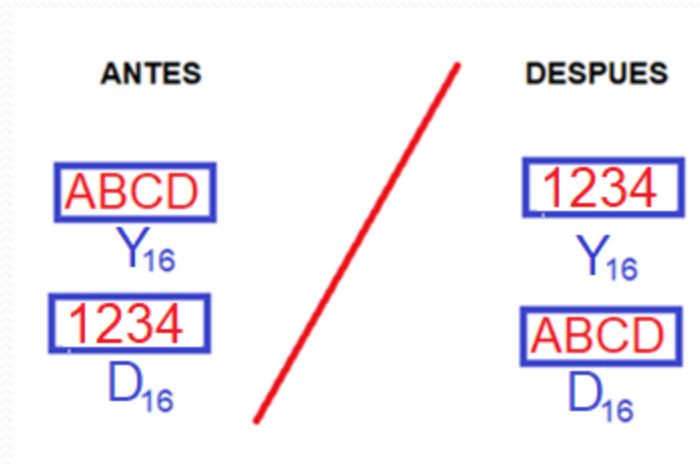 ANTES
ABCD
Y16
1234
D16
DESPUES
1234
Y16
ABCD
D16